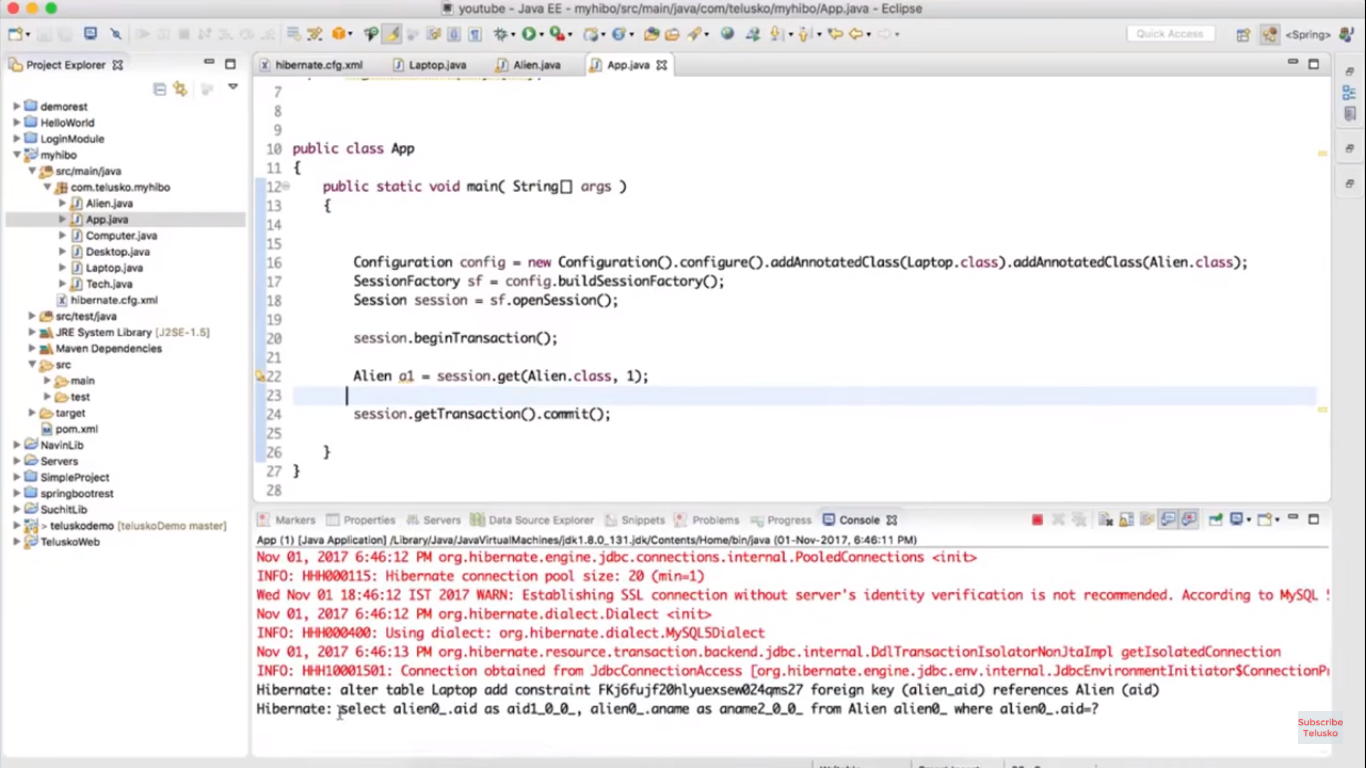 youtube - Java EE - myhibo/src/main/java/com/telusko/myhibo/App.java - Eclipse
Quick Access
<Spring>
Project Explorer
hibernate.cfg.xml
Laptop.java
Alien.java
App.java
demorest
HelloWorld
LoginModule
myhibo
src/main/java
com.telusko.myhibo
Alien.java
App.java
Computer.java
Desktop.java
Laptop.java
Tech.java
hibernate.cfg.xml
src/test/java
JRE System Library [J2SE-1.5]
Maven Dependencies
src
main
test
target
pom.xml
NavinLib
Servers
SimpleProject
springbootrest
SuchitLib
> teluskodemo [teluskoDemo master]
TeluskoWeb
7
8
9
10 public class App
11 {
12 public static void main( String[] args )
13 {
14
15
16 Configuration config = new Configuration().configure().addAnnotatedClass(Laptop.class).addAnnotatedClass(Alien.class);
17 SessionFactory sf = config.buildSessionFactory();
18 Session session = sf.openSession();
19
20 session.beginTransaction();
21
22 Alien a1 = session.get(Alien.class, 1);
23
24 session.getTransaction().commit();
25
26 }
27 }
28
Markers
Properties
Servers
Data Source Explorer
Snippets
Problems
Progress
Console
App (1) [Java Application] /Library/Java/JavaVirtualMachines/jdk1.8.0_131.jdk/Contents/Home/bin/java (01-Nov-2017, 6:46:11 PM)
Nov 01, 2017 6:46:12 PM org.hibernate.engine.jdbc.connections.internal.PooledConnections <init>
INFO: HHH000115: Hibernate connection pool size: 20 (min=1)
Wed Nov 01 18:46:12 IST 2017 WARN: Establishing SSL connection without server's identity verification is not recommended. According to MySQL
Nov 01, 2017 6:46:12 PM org.hibernate.dialect.Dialect <init>
INFO: HHH000400: Using dialect: org.hibernate.dialect.MySQL5Dialect
Nov 01, 2017 6:46:13 PM org.hibernate.resource.transaction.backend.jdbc.internal.DdlTransactionIsolatorNonJtaImpl getIsolatedConnection
INFO: HHH10001501: Connection obtained from JdbcConnectionAccess [org.hibernate.engine.jdbc.env.internal.JdbcEnvironmentInitiator$ConnectionPr
Hibernate: alter table Laptop add constraint FKj6fujf20hlyuexsew024qms27 foreign key (alien_aid) references Alien (aid)
Hibernate: select alien0_.aid as aid1_0_0_, alien0_.aname as aname2_0_0_ from Alien alien0_ where alien0_.aid=?
Subscribe
Telusko